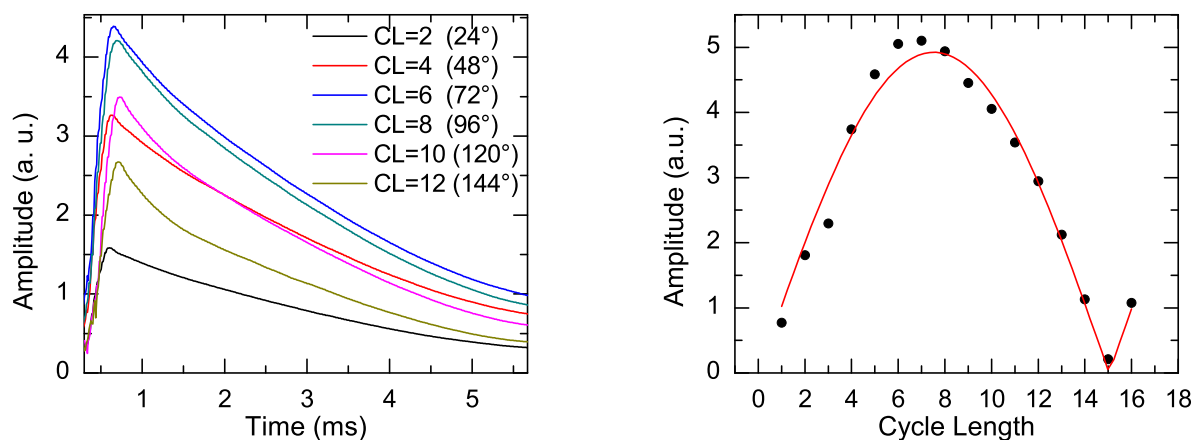 4
3
2
1
0
Amplitude (a. u.)
CL=2 (24°)
CL=4 (48°)
CL=6 (72°)
CL=8 (96°)
CL=10 (120°)
CL=12 (144°)
1 2 3 4 5
Time (ms)
5
4
3
2
1
0
Amplitude (a.u.)
0 2 4 6 8 10 12 14 16 18
Cycle Length